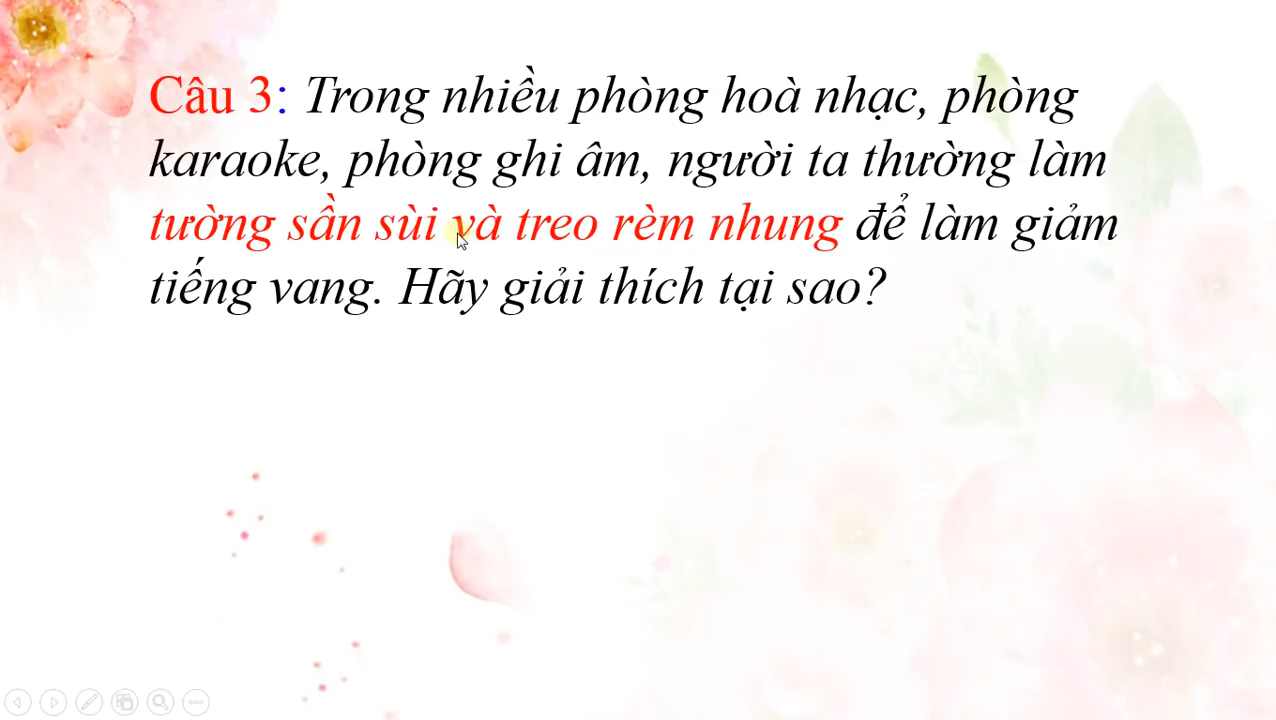 Câu 3: Trong nhiều phòng hoà nhạc, phòng
karaoke, phòng ghi âm, người ta thường làm
tường sần sùi và treo rèm nhung để làm giảm
tiếng vang. Hãy giải thích tại sao?